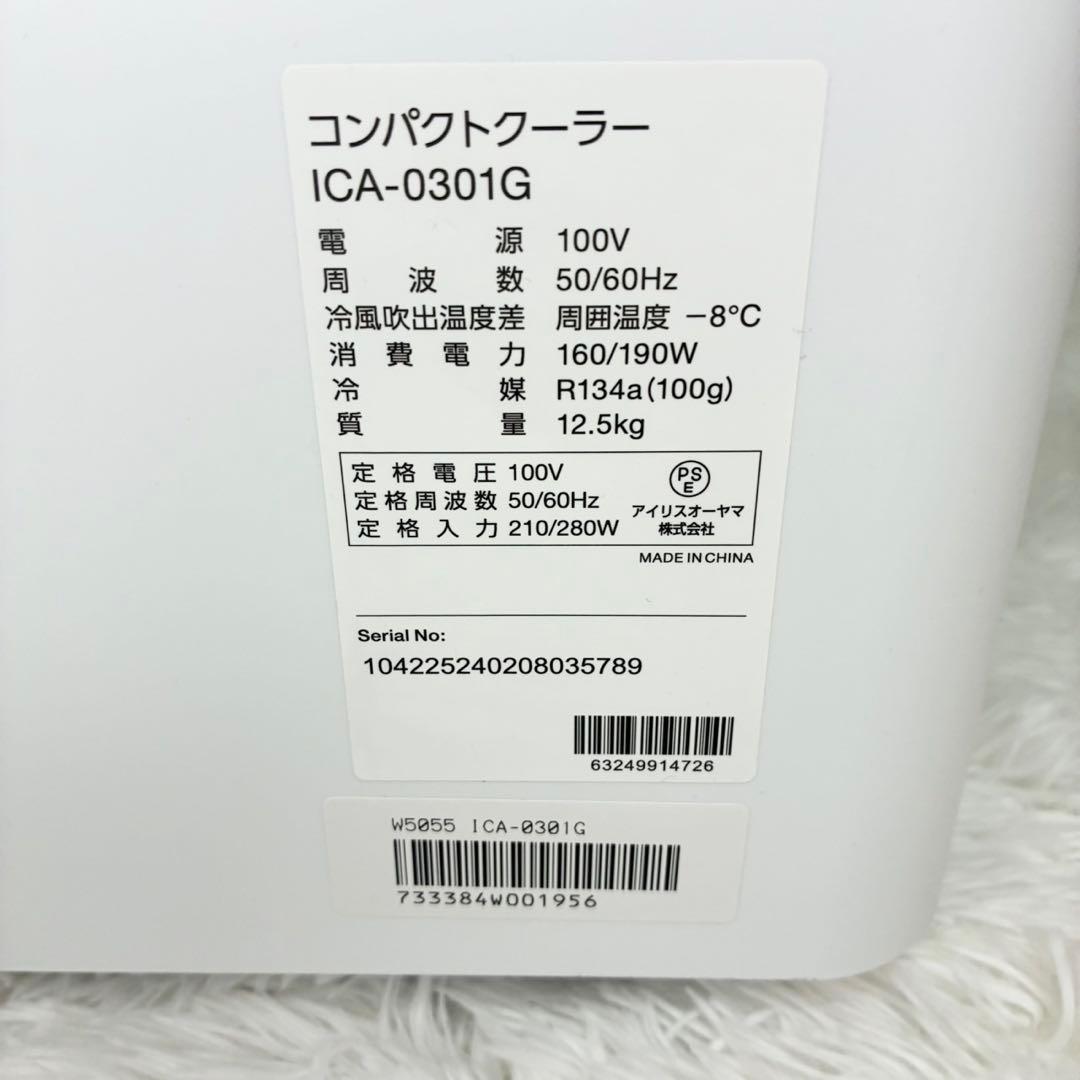 コンパクトクーラー
ICA-0301G
電源 100V
周波数 50/60Hz
冷風吹出温度差 周囲温度 －8℃
消費電力 160/190W
冷媒 R134a(100g)
質量 12.5kg
定格電圧 100V
定格周波数 50/60Hz
定格入力 210/280W
PS
E
アイリスオーヤマ
株式会社
MADE IN CHINA
Serial No:
104225240208035789
63249914726
W5055 ICA-0301G
733384W001956